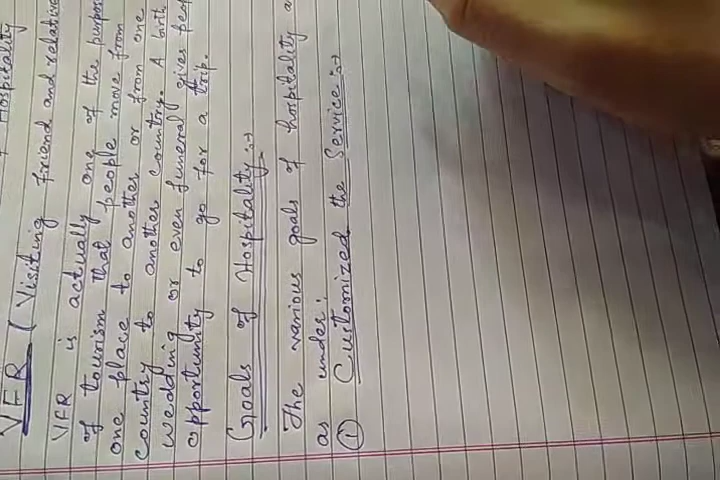 Hospitality
VFR (Visiting friend and relative
VFR is actually one of the purpose
of tourism that people move from
one place to another or from one
country to another country. A birth
wedding or even funeral gives peo
opportunity to go for a trip.
Goals of Hospitality :→
The various goals of hospitality a
as under:
① Customized the Service :→